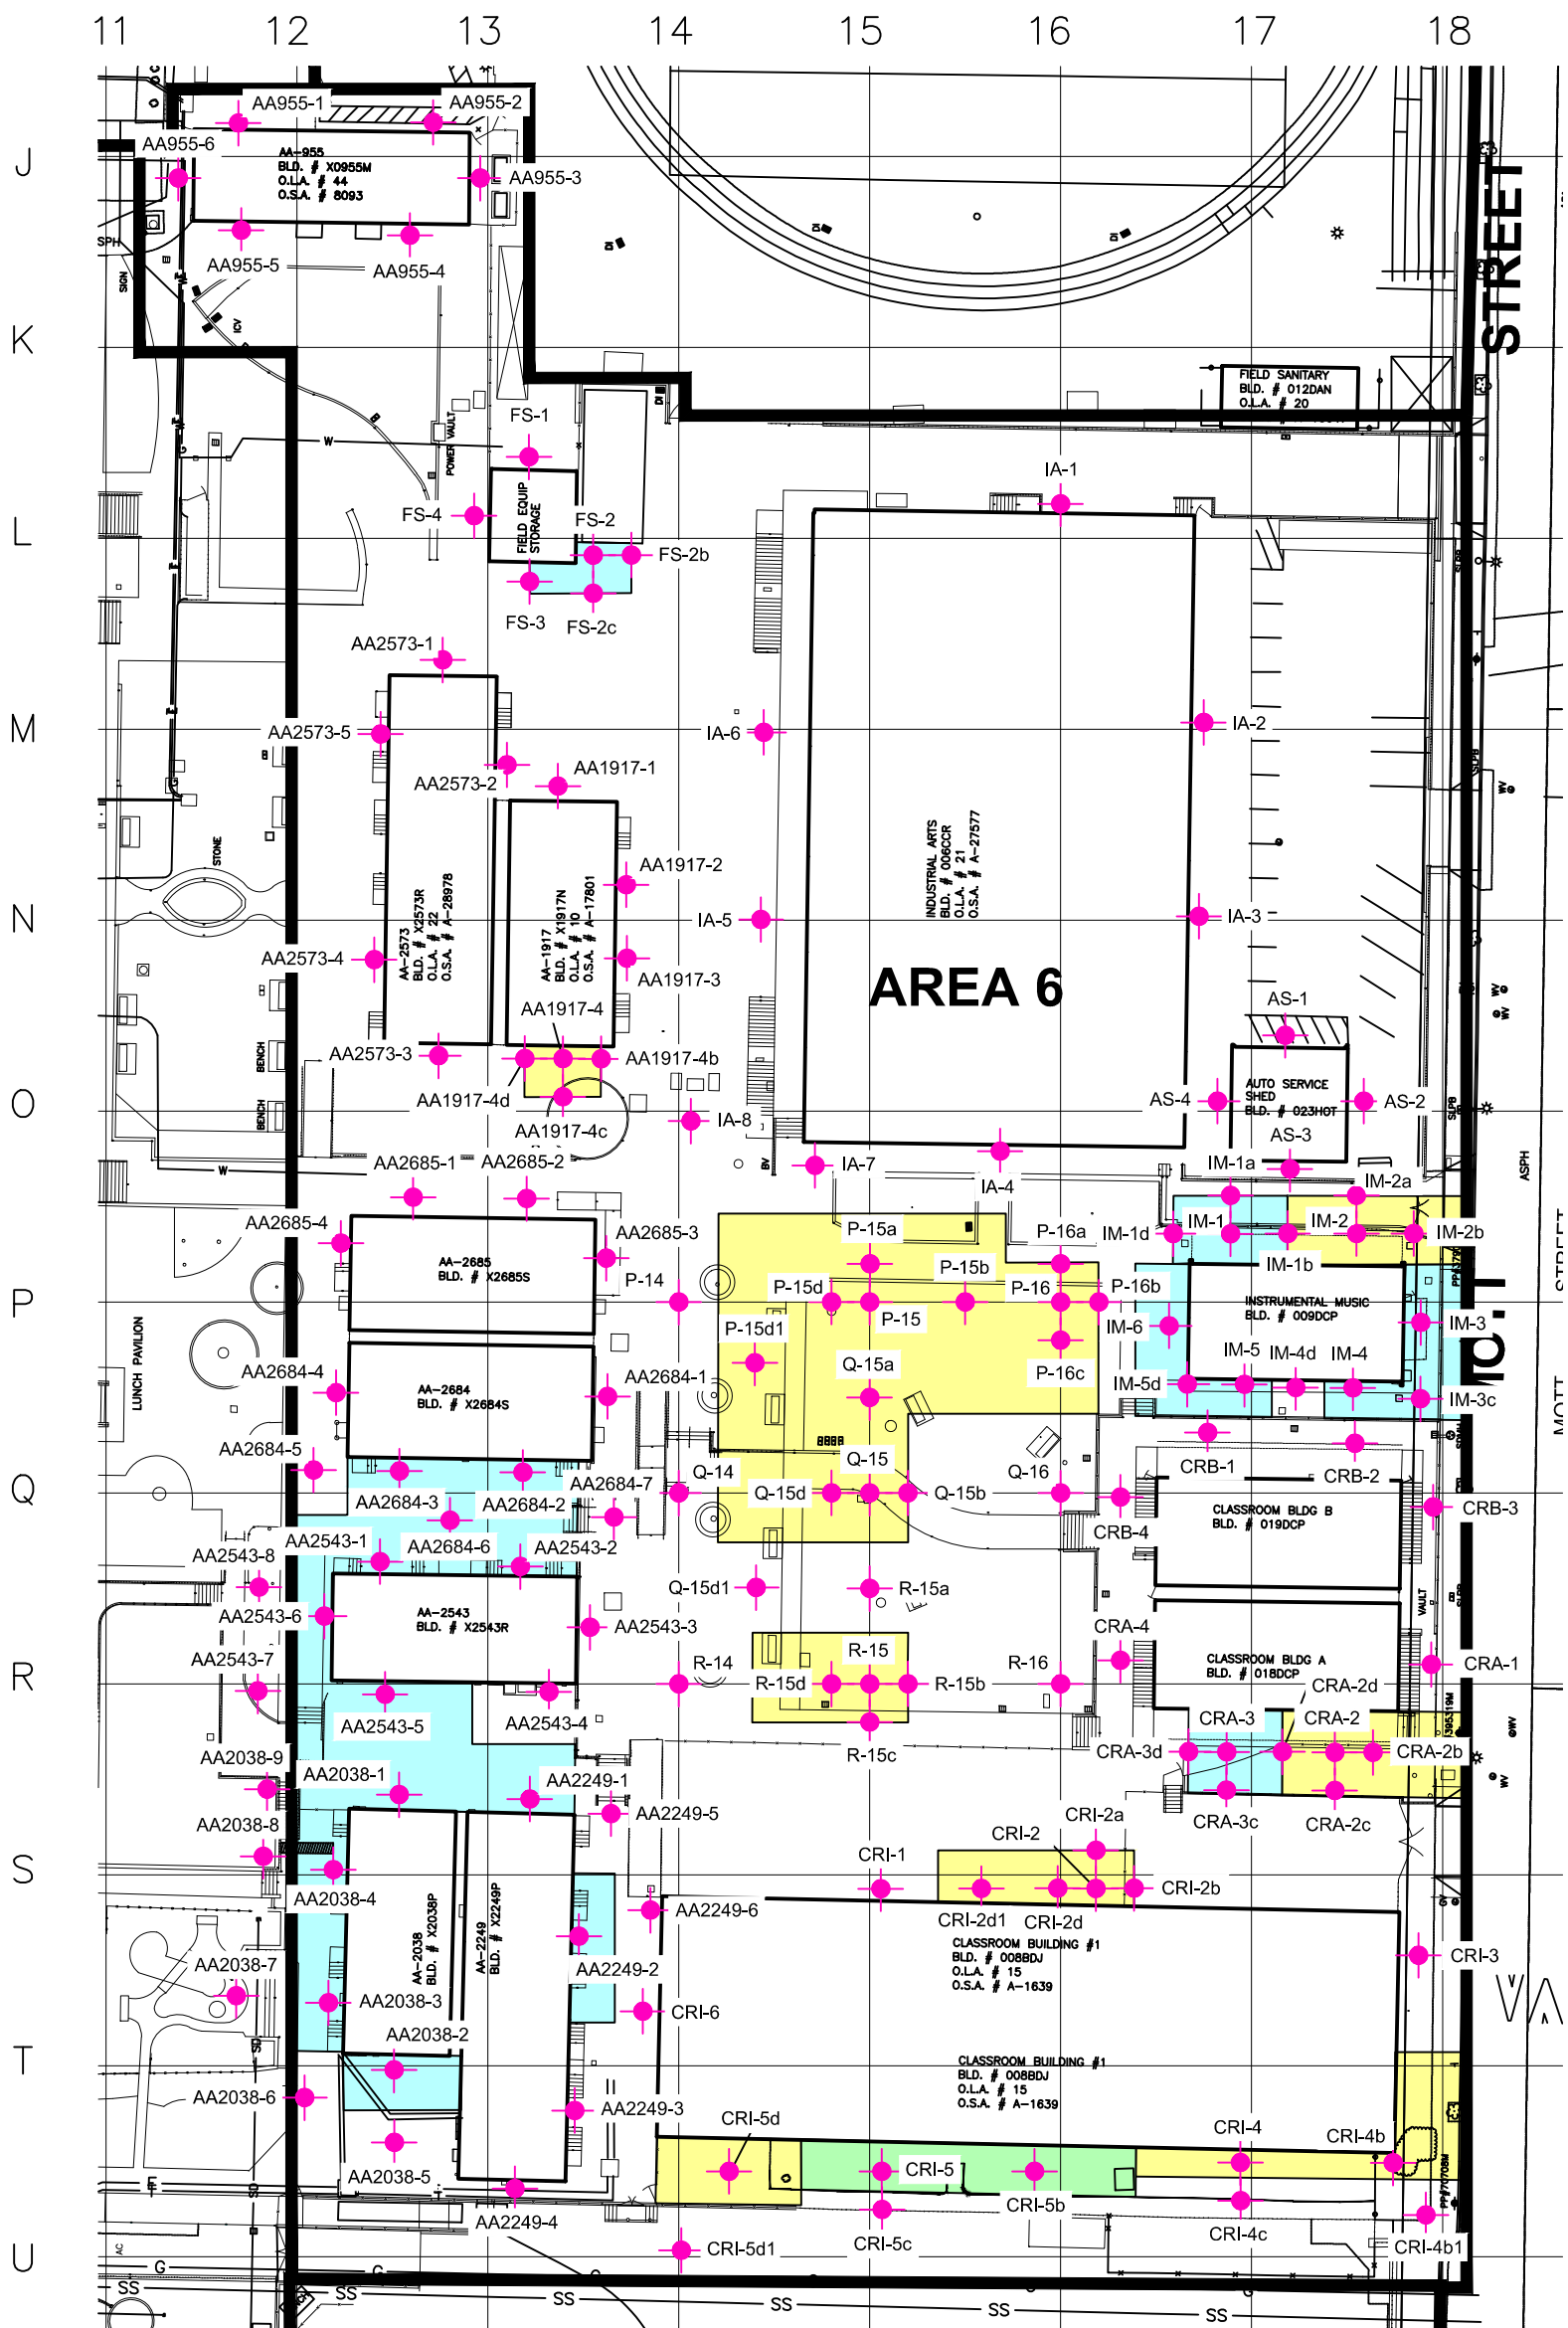 11 12 13 14 15 16 17 18
J
K
L
M
N
O
P
Q
R
S
T
U
AA955-1
AA955-2
AA955-6
AA955-3
AA955-5
AA955-4
AA-955
BLD. # X0955M
O.L.A. # 44
O.S.A. # 8093
SIGN
ICV
STREET
FIELD SANITARY
BLD. # 012DAN
O.L.A. # 20
POWER VAULT
FS-1
FS-4
FS-2
FS-2b
FS-3
FS-2c
FIELD EQUIP
STORAGE
IA-1
AA2573-1
AA2573-5
AA2573-2
AA1917-1
IA-6
IA-2
AA1917-2
AA1917-3
AA2573-4
IA-5
IA-3
STONE
AA-2573
BLD. # X2573R
O.L.A. # 22
O.S.A. # A-28978
AA-1917
BLD. # X1917N
O.L.A. # 10
O.S.A. # A-17801
INDUSTRIAL ARTS
BLD. # 006CCR
O.L.A. # 21
O.S.A. # A-27577
AREA 6
AS-1
AA1917-4
AA2573-3
AA1917-4b
AA1917-4d
AA1917-4c
BENCH
BENCH
IA-8
AS-4
AUTO SERVICE
SHED
BLD. # 023HOT
AS-2
AS-3
AA2685-1
AA2685-2
IA-7
IA-4
IM-1a
IM-2a
BV
ASPH
AA2685-4
AA2685-3
P-15a
P-16a
IM-1d
IM-1
IM-2
IM-2b
IM-1b
AA-2685
BLD. # X2685S
P-14
P-15d
P-15b
P-16
P-16b
P-15
INSTRUMENTAL MUSIC
BLD. # 009DCP
IM-6
IM-3
LUNCH PAVILION
P-15d1
P-16c
IM-5
IM-4d
IM-4
AA2684-4
AA-2684
BLD. # X2684S
AA2684-1
Q-15a
IM-5d
IM-3c
MOTT STREET
AA2684-5
AA2684-3
AA2684-2
AA2684-7
Q-14
Q-15
Q-16
Q-15d
Q-15b
CRB-1
CRB-2
CRB-3
CRB-4
CLASSROOM BLDG B
BLD. # 019DCP
AA2543-1
AA2684-6
AA2543-2
AA2543-8
Q-15d1
R-15a
AA2543-6
AA-2543
BLD. # X2543R
AA2543-3
CRA-4
VAULT
AA2543-7
R-14
R-15
R-16
R-15d
R-15b
CLASSROOM BLDG A
BLD. # 018DCP
CRA-1
CRA-2d
AA2543-5
AA2543-4
R-15c
CRA-3
CRA-2
CRA-3d
CRA-2b
AA2038-9
AA2038-1
AA2249-1
AA2249-5
CRA-3c
CRA-2c
AA2038-8
CRI-2a
CRI-2
CRI-1
AA2038-4
CRI-2b
AA2249-6
CRI-2d1
CRI-2d
AA-2038
BLD. # X2038P
AA-2249
BLD. # X2249P
CLASSROOM BUILDING #1
BLD. # 008BDJ
O.L.A. # 15
O.S.A. # A-1639
CRI-3
AA2038-7
AA2249-2
AA2038-3
CRI-6
AA2038-2
CLASSROOM BUILDING #1
BLD. # 008BDJ
O.L.A. # 15
O.S.A. # A-1639
AA2038-6
AA2249-3
CRI-5d
CRI-4
CRI-4b
AA2038-5
CRI-5
CRI-5b
AA2249-4
CRI-5c
CRI-4c
CRI-4b1
CRI-5d1
AC
G G
SS SS SS SS SS SS